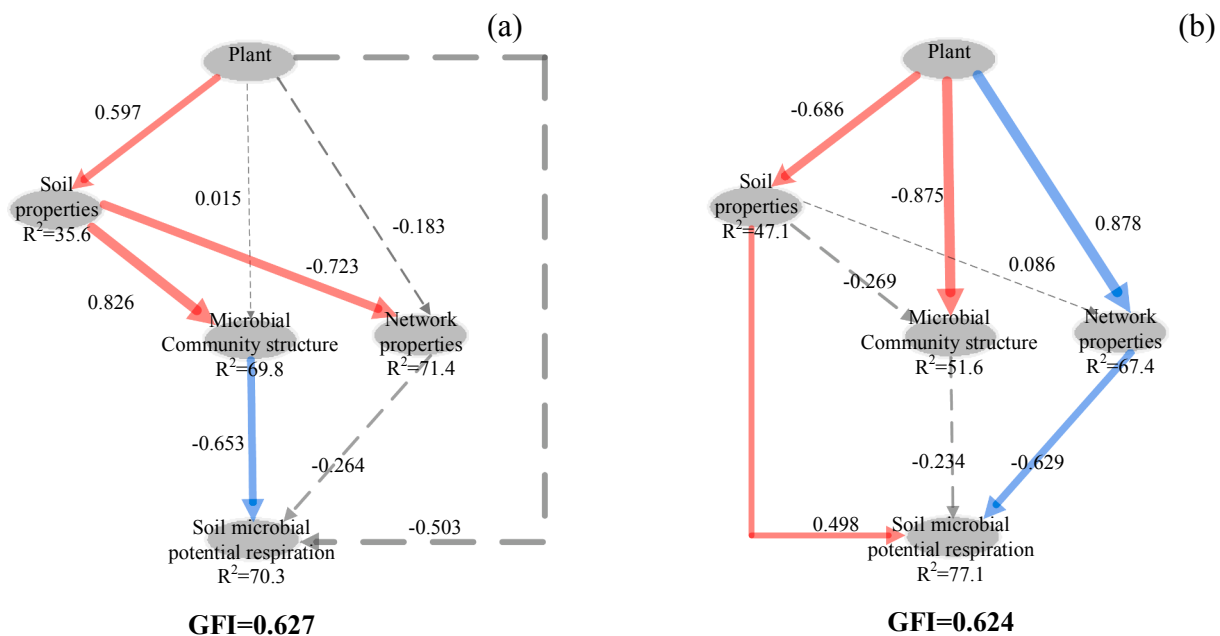 (a)
Plant
0.597
Soil
properties
R²=35.6
0.015
-0.183
-0.723
0.826
Microbial
Community structure
R²=69.8
Network
properties
R²=71.4
-0.653
-0.264
-0.503
Soil microbial
potential respiration
R²=70.3
GFI=0.627
(b)
Plant
-0.686
Soil
properties
R²=47.1
-0.875
0.878
0.086
-0.269
Microbial
Community structure
R²=51.6
Network
properties
R²=67.4
-0.234
-0.629
0.498
Soil microbial
potential respiration
R²=77.1
GFI=0.624